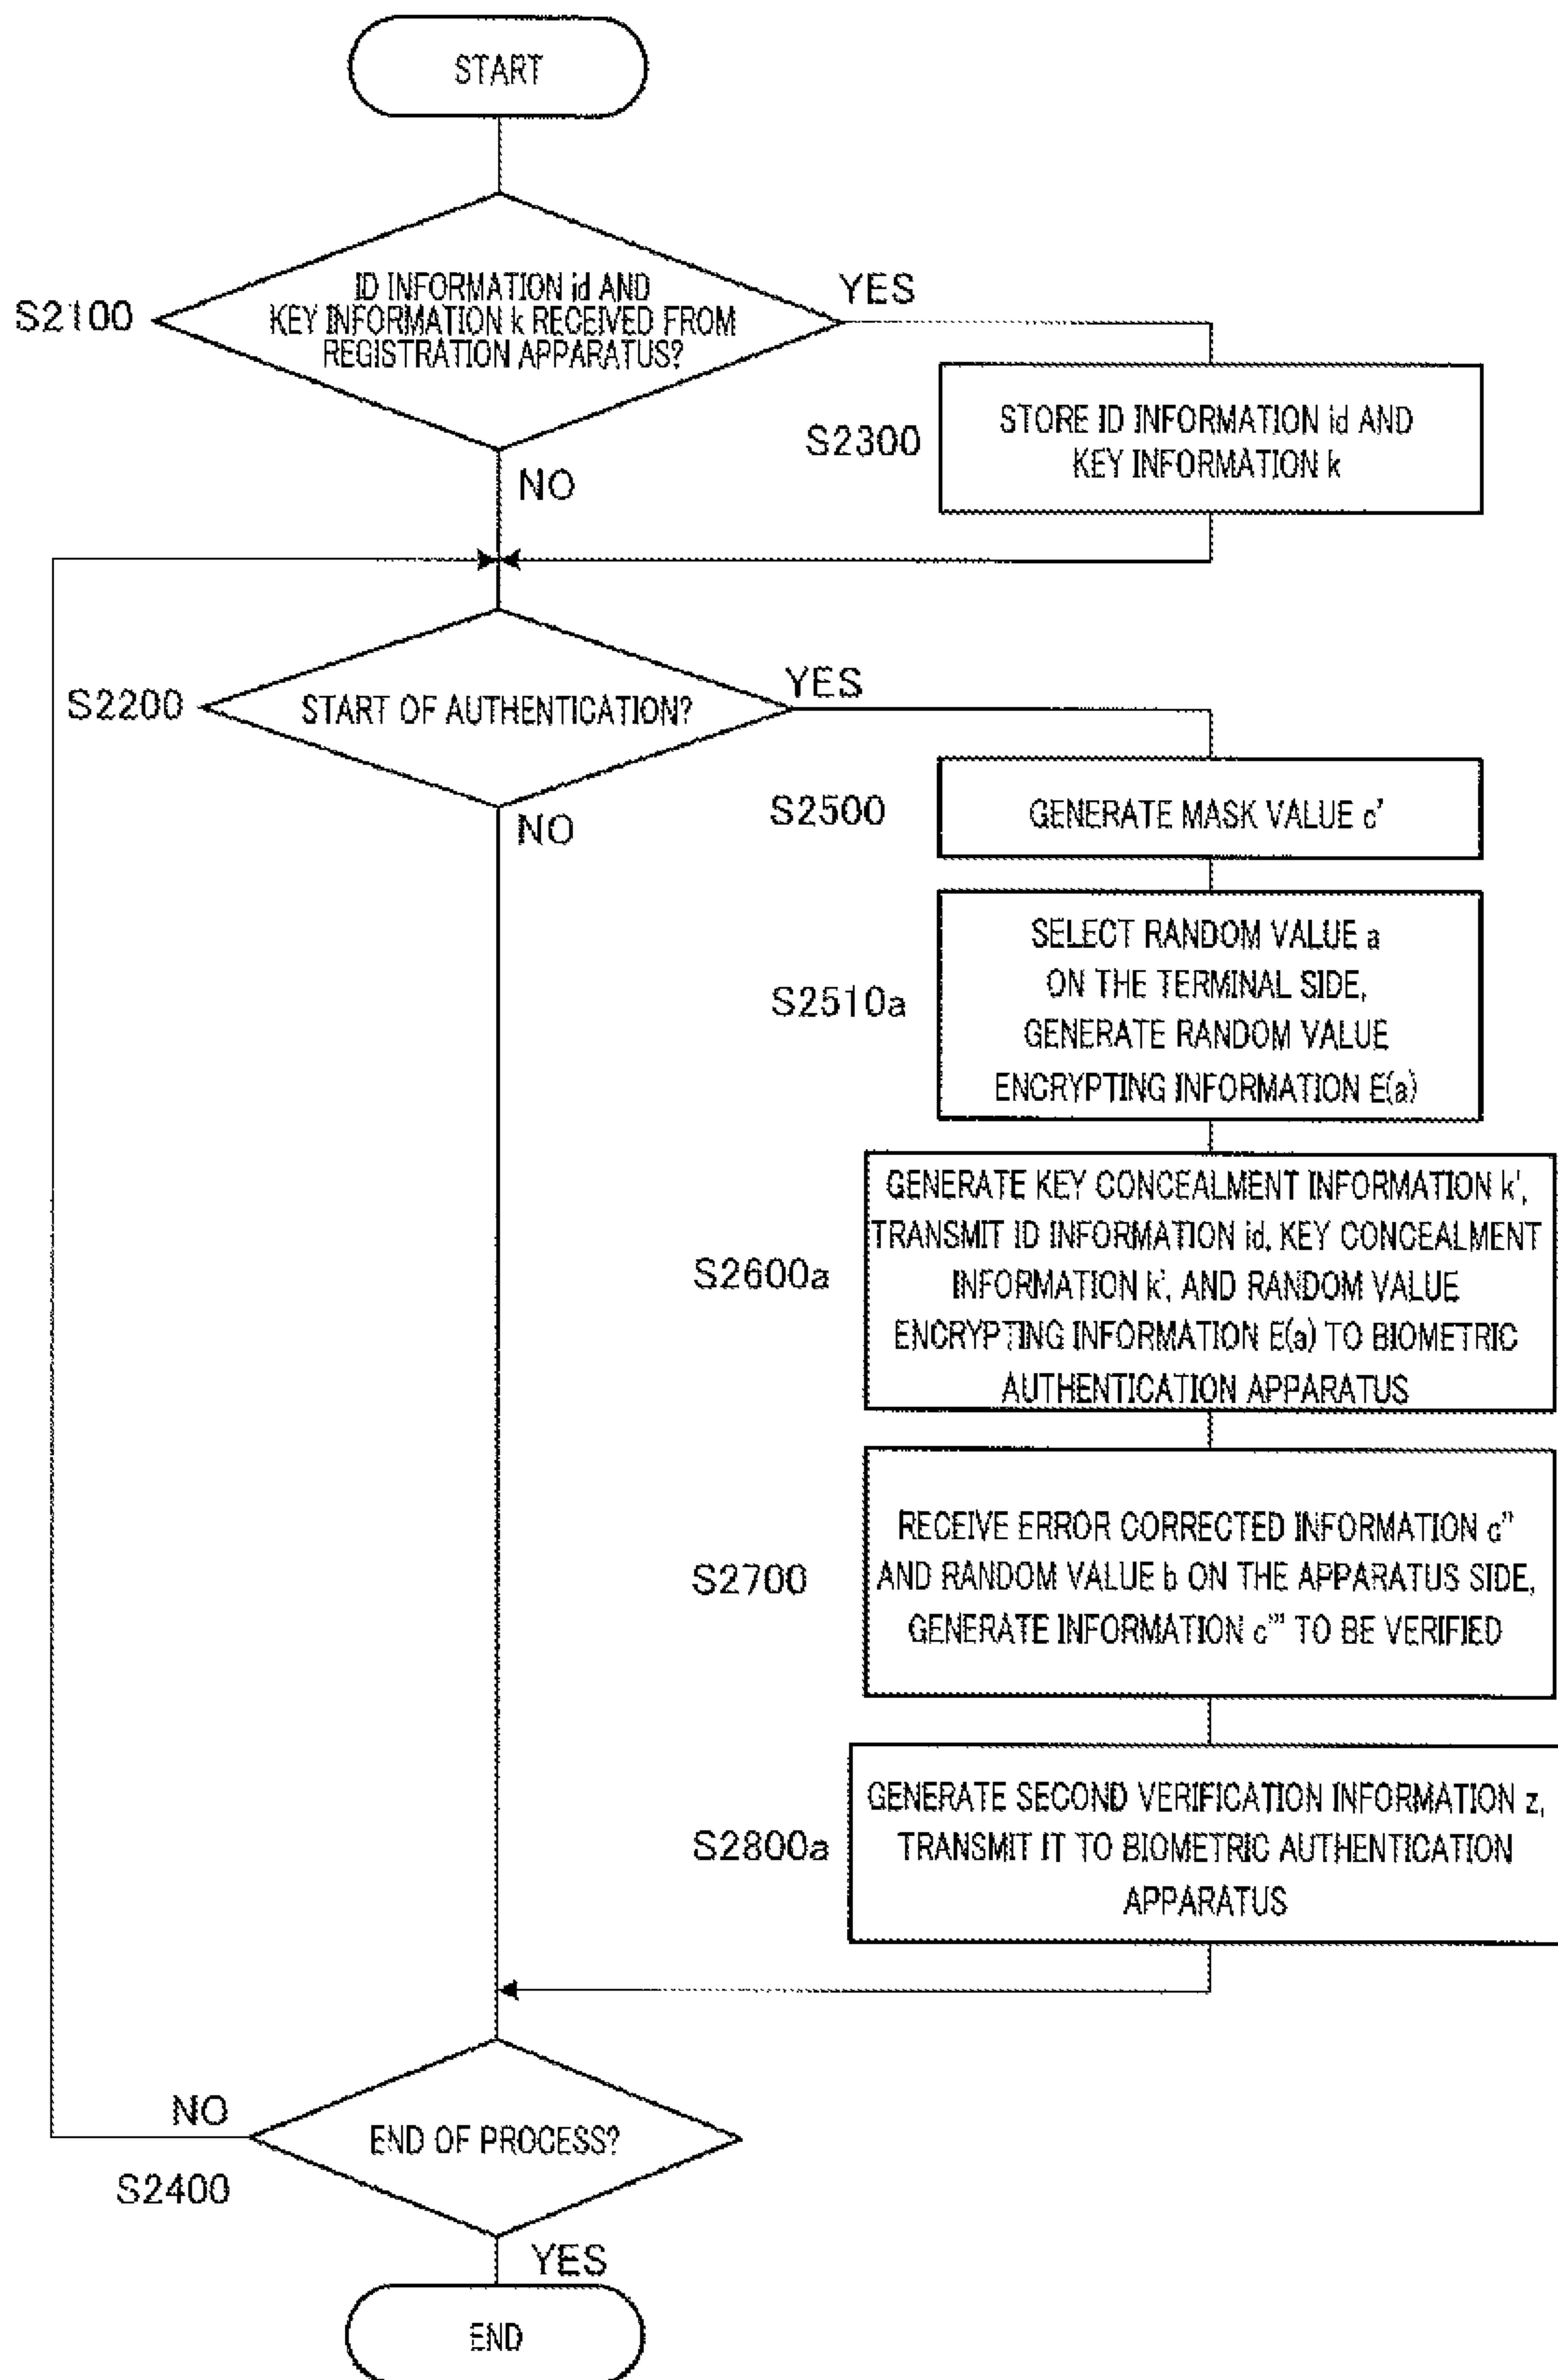 START
S2100
ID INFORMATION id AND
KEY INFORMATION k RECEIVED FROM
REGISTRATION APPARATUS?
YES
NO
S2300
STORE ID INFORMATION id AND
KEY INFORMATION k
S2200
START OF AUTHENTICATION?
YES
NO
S2500
GENERATE MASK VALUE c'
S2510a
SELECT RANDOM VALUE a
ON THE TERMINAL SIDE,
GENERATE RANDOM VALUE
ENCRYPTING INFORMATION E(a)
S2600a
GENERATE KEY CONCEALMENT INFORMATION k',
TRANSMIT ID INFORMATION id, KEY CONCEALMENT
INFORMATION k', AND RANDOM VALUE
ENCRYPTING INFORMATION E(a) TO BIOMETRIC
AUTHENTICATION APPARATUS
S2700
RECEIVE ERROR CORRECTED INFORMATION c''
AND RANDOM VALUE b ON THE APPARATUS SIDE,
GENERATE INFORMATION c''' TO BE VERIFIED
S2800a
GENERATE SECOND VERIFICATION INFORMATION z,
TRANSMIT IT TO BIOMETRIC AUTHENTICATION
APPARATUS
NO
S2400
END OF PROCESS?
YES
END